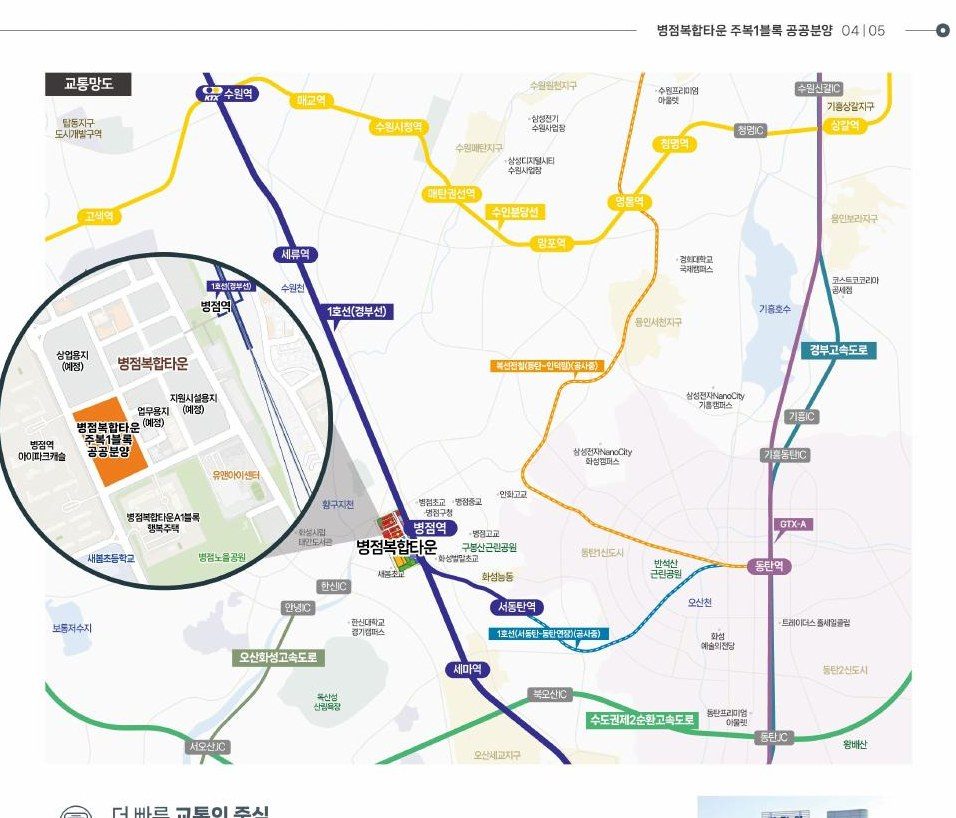 병점복합타운 주복1블록 공공분양 04 | 05
교통망도
KTX 수원역
매교역
수원시청역
매탄권선역
수인분당선
망포역
영통역
청명역
청명IC
상갈역
기흥상갈지구
수원신갈IC
고색역
탑동지구
도시개발구역
수원원천지구
수원프리미엄
아울렛
삼성전기
수원사업장
수원매탄지구
삼성디지털시티
수원사업장
용인보라지구
세류역
수원천
1호선(경부선)
경희대학교
국제캠퍼스
코스트코코리아
공세점
기흥호수
용인서천지구
경부고속도로
복선전철(동탄~인덕원)(공사중)
삼성전자NanoCity
기흥캠퍼스
기흥IC
삼성전자NanoCity
화성캠퍼스
기흥동탄IC
1호선(경부선)
병점역
상업용지
(예정)
병점복합타운
지원시설용지
(예정)
업무용지
(예정)
병점복합타운
주복1블록
공공분양
병점역
아이파크캐슬
유앤아이센터
병점복합타운A1블록
행복주택
새봄초등학교
병점노을공원
황구지천
화성시립
태안도서관
병점초교
병점중교
병점구청
안화고교
병점역
병점고교
병점복합타운
구봉산근린공원
화성벌말초교
새봄초교
화성능동
GTX-A
동탄1신도시
반석산
근린공원
동탄역
한신IC
안녕IC
서동탄역
오산천
보통저수지
한신대학교
경기캠퍼스
1호선(서동탄~동탄연장)(공사중)
화성
예술의전당
트레이더스 홀세일클럽
오산화성고속도로
세마역
동탄2신도시
독산성
산림욕장
북오산IC
수도권제2순환고속도로
동탄프리미엄
아울렛
서오산JC
동탄JC
왕배산
오산세교지구
더 빠른 교통의 중심